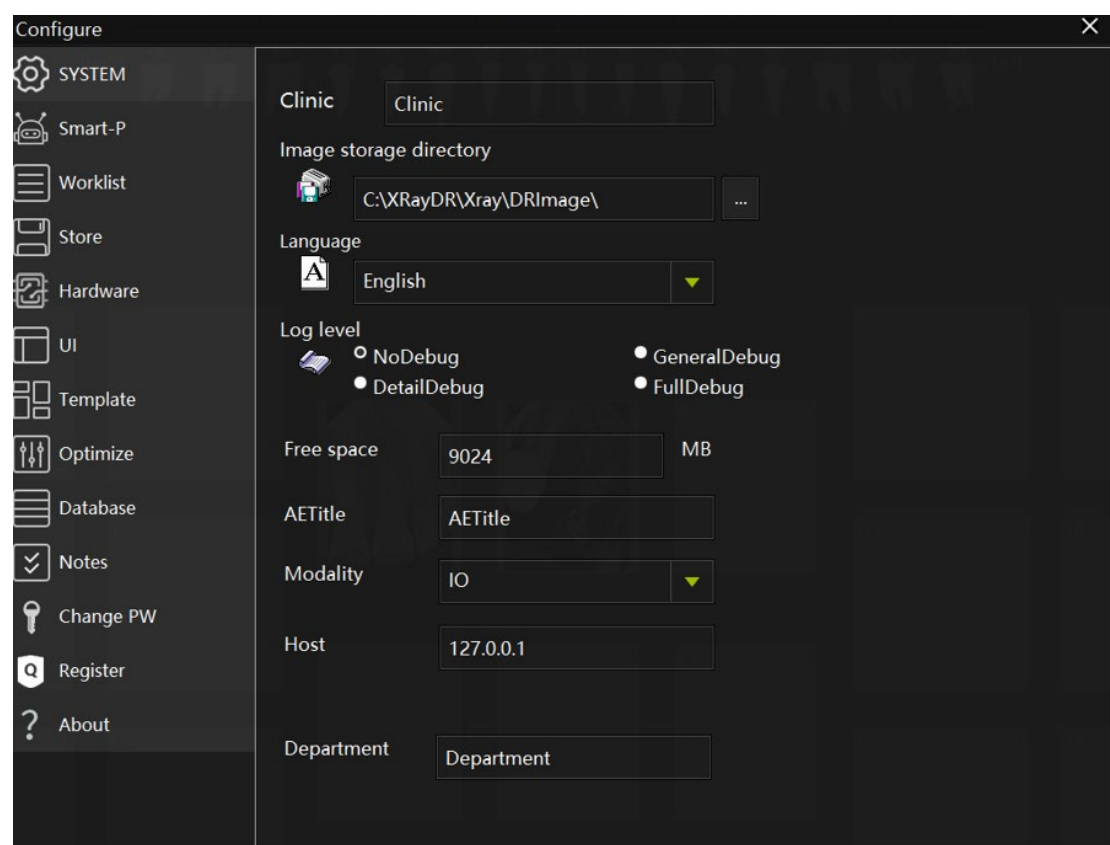 Configure
SYSTEM
Smart-P
Worklist
Store
Hardware
UI
Template
Optimize
Database
Notes
Change PW
Register
About
Clinic Clinic
Image storage directory
C:\XRayDR\Xray\DRImage\ ...
Language
English
Log level
NoDebug GeneralDebug
DetailDebug FullDebug
Free space 9024 MB
AETitle AETitle
Modality IO
Host 127.0.0.1
Department Department